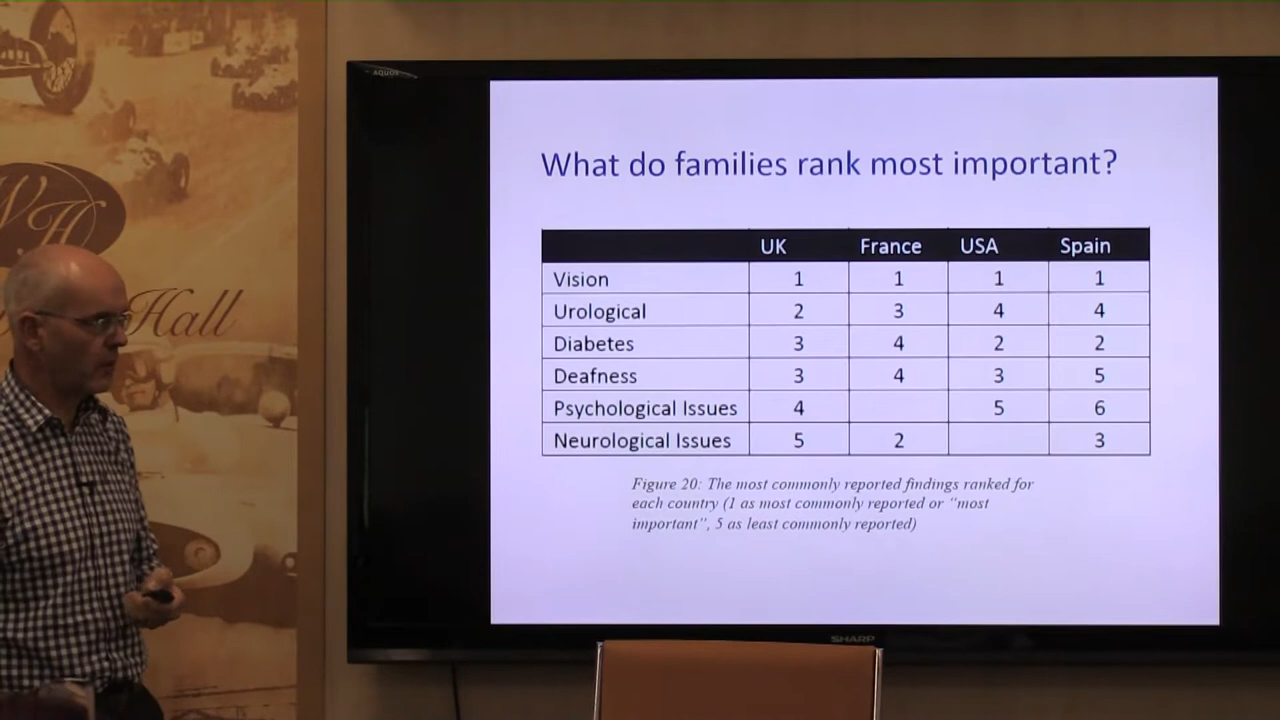 AQUOS
What do families rank most important?
UK France USA Spain
Vision 1 1 1 1
Urological 2 3 4 4
Diabetes 3 4 2 2
Deafness 3 4 3 5
Psychological Issues 4 5 6
Neurological Issues 5 2 3
Figure 20: The most commonly reported findings ranked for
each country (1 as most commonly reported or “most
important”, 5 as least commonly reported)
SHARP
W H
Hall